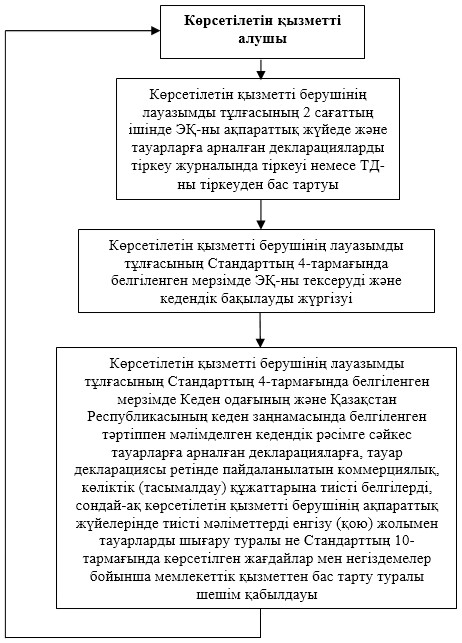 Көрсетілетін қызметті
алушы
Көрсетілетін қызметті берушінің
лауазымды тұлғасының 2 сағаттың
ішінде ЭҚ-ны ақпараттық жүйеде және
тауарларға арналған декларацияларды
тіркеу журналында тіркеуі немесе ТД-
ны тіркеуден бас тартуы
Көрсетілетін қызметті берушінің лауазымды
тұлғасының Стандарттың 4-тармағында
белгіленген мерзімде ЭҚ-ны тексеруді және
кедендік бақылауды жүргізуі
Көрсетілетін қызметті берушінің лауазымды
тұлғасының Стандарттың 4-тармағында белгіленген
мерзімде Кеден одағының және Қазақстан
Республикасының кеден заңнамасында белгіленген
тәртіппен мәлімделген кедендік рәсімге сәйкес
тауарларға арналған декларацияларға, тауар
декларациясы ретінде пайдаланылатын коммерциялық,
көліктік (тасымалдау) құжаттарына тиісті белгілерді,
сондай-ақ көрсетілетін қызметті берушінің ақпараттық
жүйелерінде тиісті мәліметтерді енгізу (қою) жолымен
тауарларды шығару туралы не Стандарттың 10-
тармағында көрсетілген жағдайлар мен негіздемелер
бойынша мемлекеттік қызметтен бас тарту туралы
шешім қабылдауы